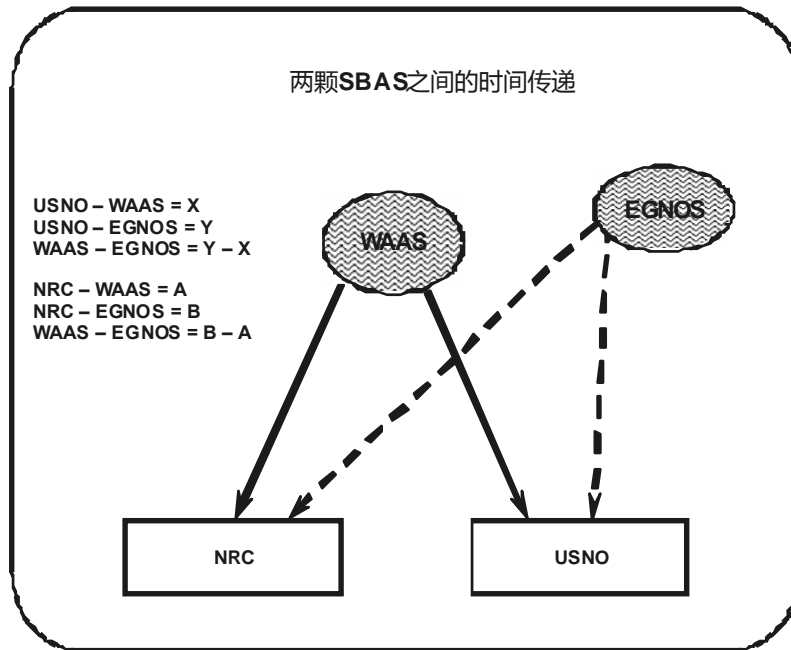 两颗SBAS之间的时间传递
USNO – WAAS = X
USNO – EGNOS = Y
WAAS – EGNOS = Y – X
NRC – WAAS = A
NRC – EGNOS = B
WAAS – EGNOS = B – A
WAAS
EGNOS
NRC
USNO